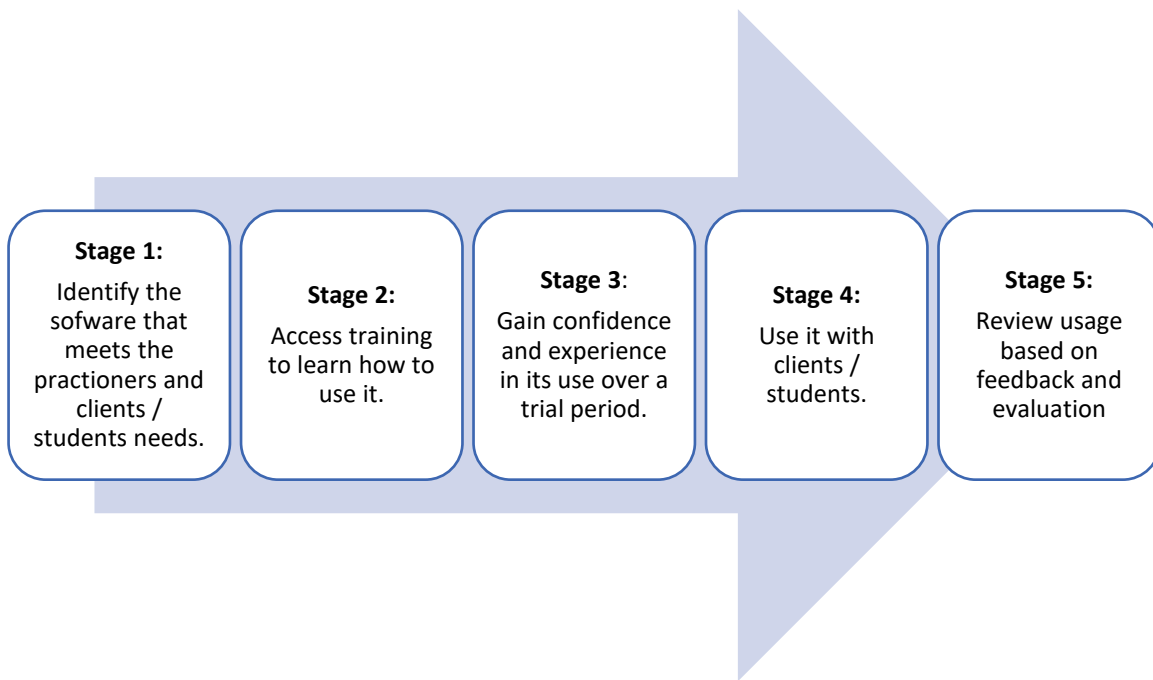 Stage 1:
Identify the
sofware that
meets the
practioners and
clients /
students needs.
Stage 2:
Access training
to learn how to
use it.
Stage 3:
Gain confidence
and experience
in its use over a
trial period.
Stage 4:
Use it with
clients /
students.
Stage 5:
Review usage
based on
feedback and
evaluation